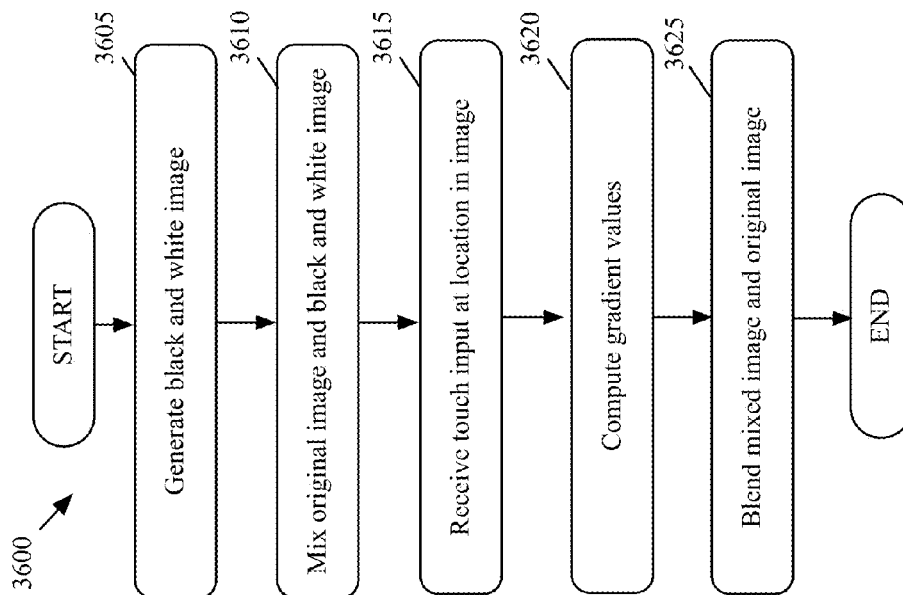 3600
START
3605
Generate black and white image
3610
Mix original image and black and white image
3615
Receive touch input at location in image
3620
Compute gradient values
3625
Blend mixed image and original image
END